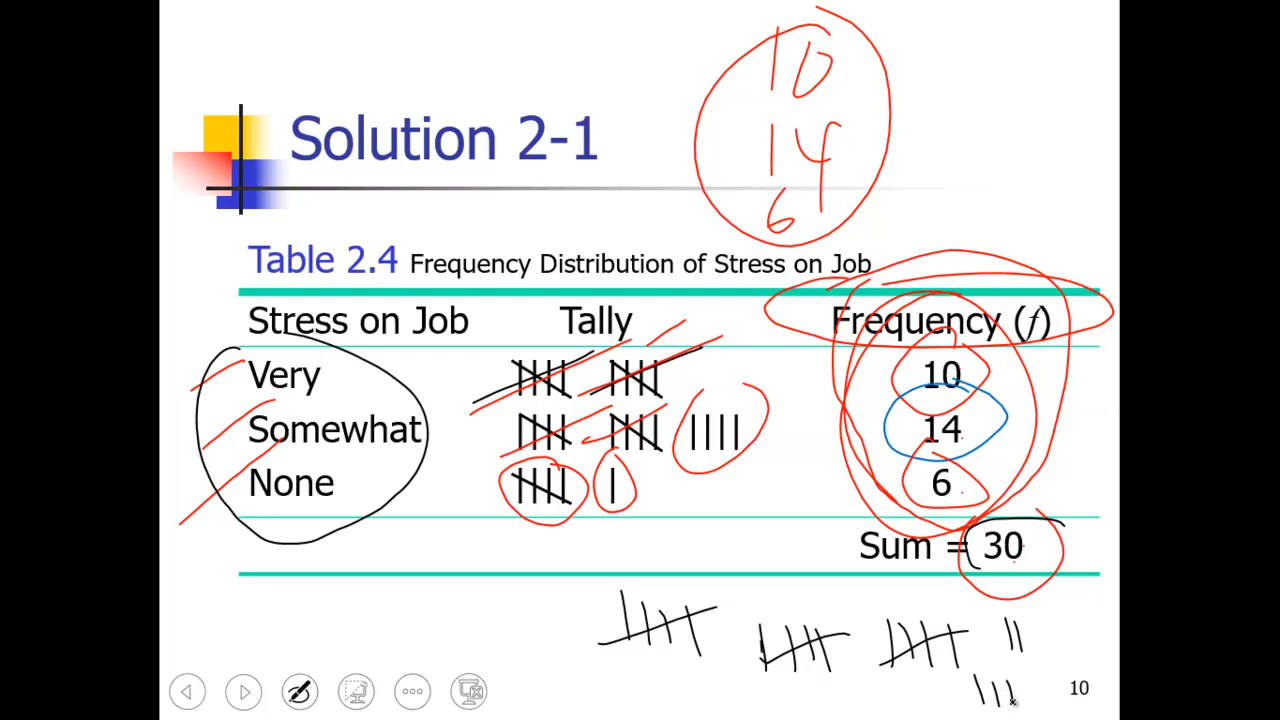 10
14
6
Solution 2-1
Table 2.4 Frequency Distribution of Stress on Job
Stress on Job Tally Frequency (f)
Very 10
Somewhat 14
None 6
Sum = 30
10